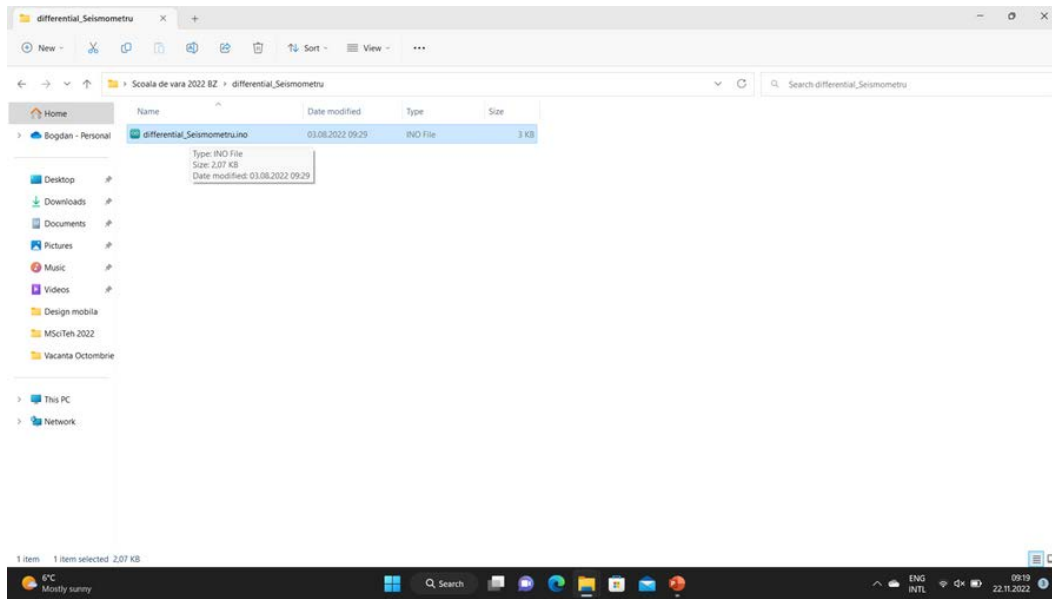 differential_Seismometru
New
Sort
View
Scoala de vara 2022 BZ > differential_Seismometru
Search differential_Seismometru
Home
Bogdan - Personal
Desktop
Downloads
Documents
Pictures
Music
Videos
Design mobila
MSciTeh 2022
Vacanta Octombrie
This PC
Network
Name Date modified Type Size
differential_Seismometru.ino 03.08.2022 09:29 INO File 3 KB
Type: INO File
Size: 2,07 KB
Date modified: 03.08.2022 09:29
1 item 1 item selected 2,07 KB
6°C
Mostly sunny
Search
ENG
INTL
09:19
22.11.2022